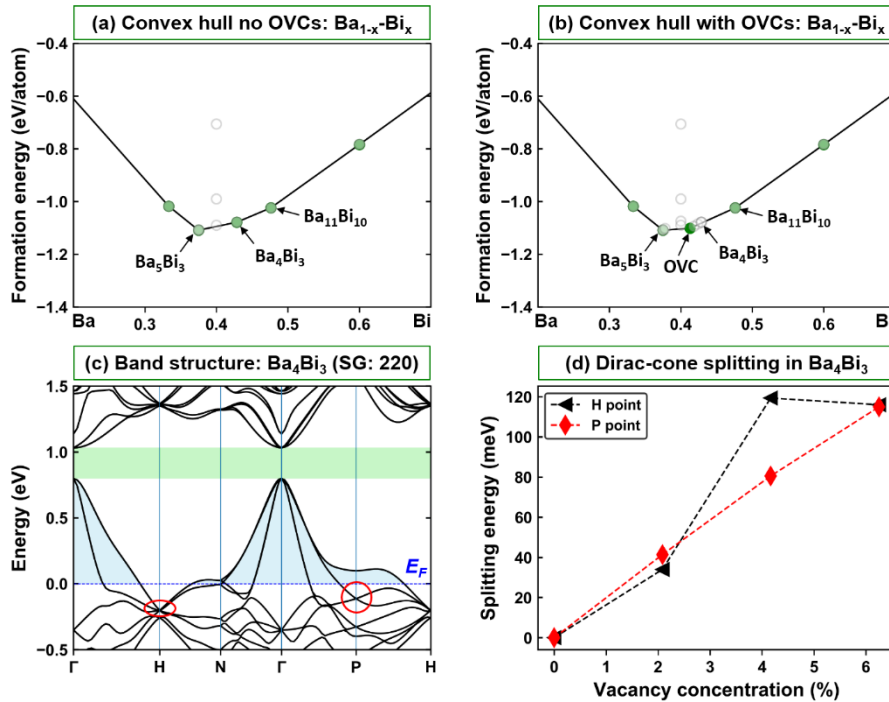 (a) Convex hull no OVCs: Ba₁₋ₓ-Biₓ
Formation energy (eV/atom)
−0.4
−0.6
−0.8
−1.0
−1.2
−1.4
Ba₅Bi₃
Ba₄Bi₃
Ba₁₁Bi₁₀
Ba 0.3 0.4 0.5 0.6 Bi
(b) Convex hull with OVCs: Ba₁₋ₓ-Biₓ
Formation energy (eV/atom)
−0.4
−0.6
−0.8
−1.0
−1.2
−1.4
Ba₅Bi₃
OVC
Ba₄Bi₃
Ba₁₁Bi₁₀
Ba 0.3 0.4 0.5 0.6 B
(c) Band structure: Ba₄Bi₃ (SG: 220)
Energy (eV)
1.5
1.0
0.5
0.0
−0.5
E_F
Γ H N Γ P H
(d) Dirac-cone splitting in Ba₄Bi₃
Splitting energy (meV)
120
100
80
60
40
20
0
H point
P point
0 1 2 3 4 5 6
Vacancy concentration (%)